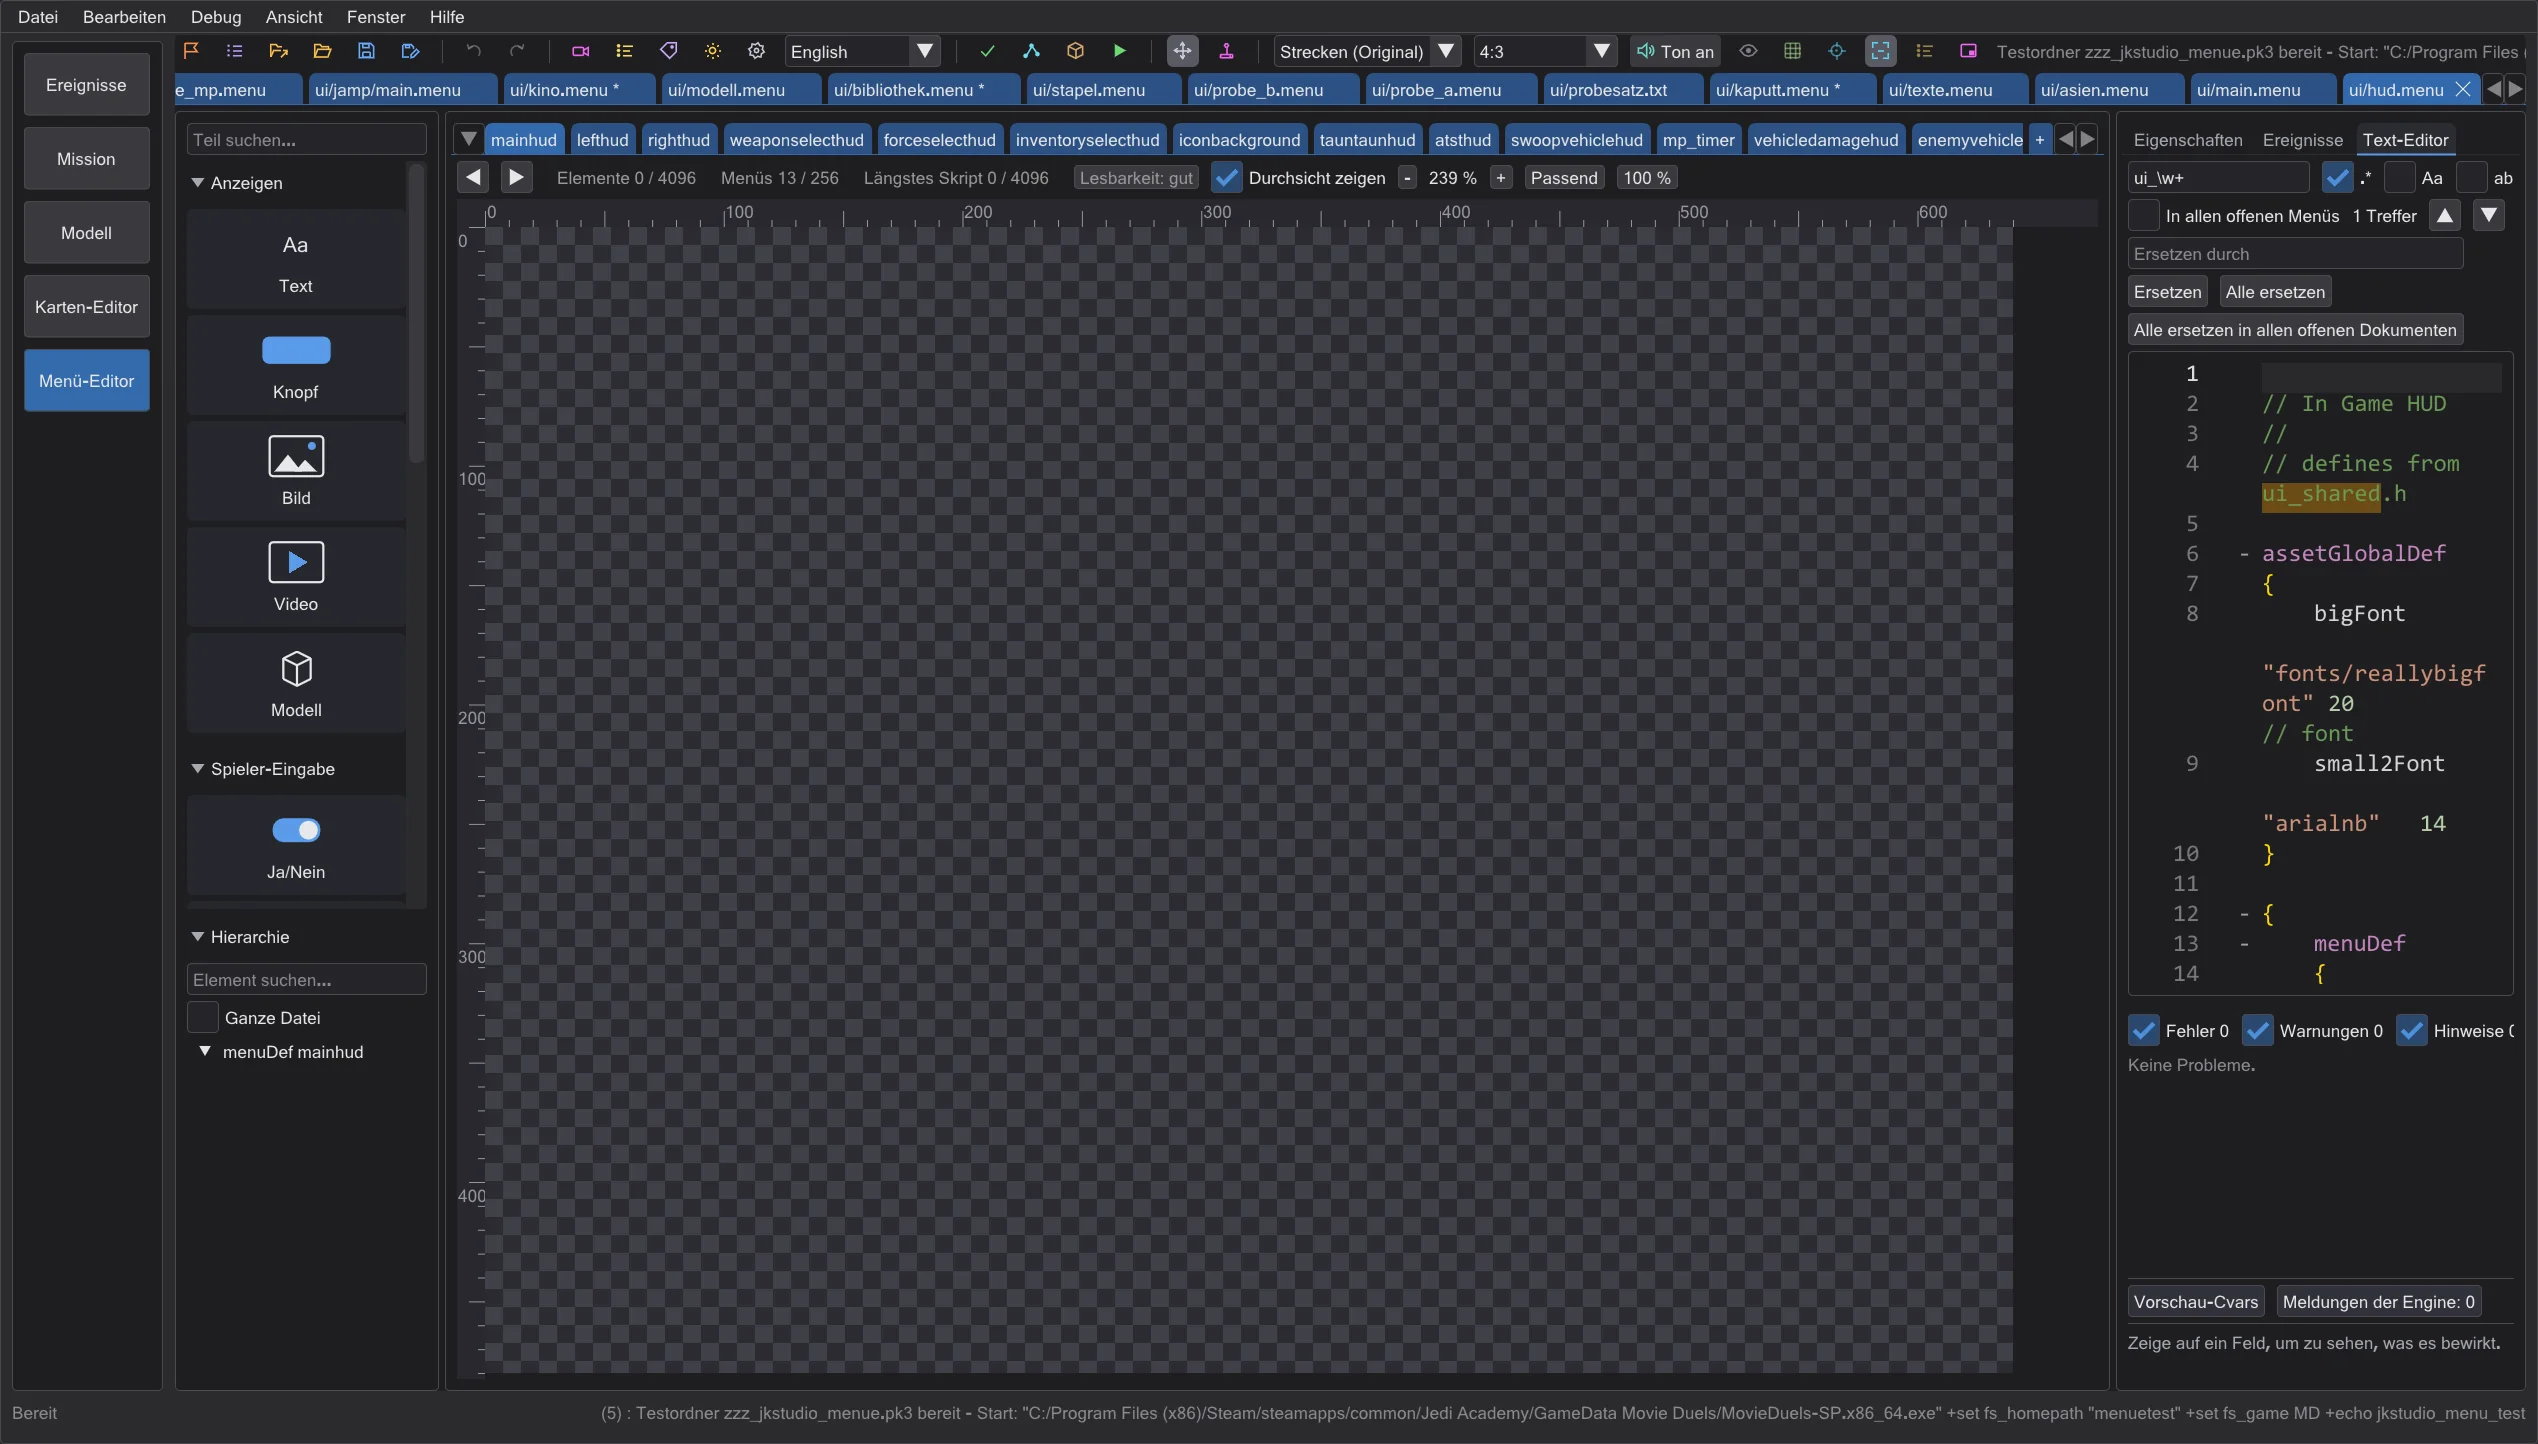 Datei Bearbeiten Debug Ansicht Fenster Hilfe
English Strecken (Original) 4:3 Ton an Testordner zzz_jkstudio_menue.pk3 bereit - Start: "C:/Program Files
e_mp.menu ui/jamp/main.menu ui/kino.menu * ui/modell.menu ui/bibliothek.menu * ui/stapel.menu ui/probe_b.menu ui/probe_a.menu ui/probesatz.txt ui/kaputt.menu * ui/texte.menu ui/asien.menu ui/main.menu ui/hud.menu
Ereignisse
Mission
Modell
Karten-Editor
Menü-Editor
Teil suchen...
Anzeigen
Aa
Text
Knopf
Bild
Video
Modell
Spieler-Eingabe
Ja/Nein
Hierarchie
Element suchen...
Ganze Datei
menuDef mainhud
mainhud lefthud righthud weaponselecthud forceselecthud inventoryselecthud iconbackground tauntaunhud atsthud swoopvehiclehud mp_timer vehicledamagehud enemyvehicle +
Elemente 0 / 4096 Menüs 13 / 256 Längstes Skript 0 / 4096 Lesbarkeit: gut Durchsicht zeigen - 239 % + Passend 100 %
0 100 200 300 400 500 600
0
100
200
300
400
Eigenschaften Ereignisse Text-Editor
ui_\w+ .* Aa ab
In allen offenen Menüs 1 Treffer
Ersetzen durch
Ersetzen Alle ersetzen
Alle ersetzen in allen offenen Dokumenten
1
2 // In Game HUD
3 //
4 // defines from
ui_shared.h
5
6 - assetGlobalDef
7 {
8 bigFont
"fonts/reallybigf
ont" 20
// font
9 small2Font
"arialnb" 14
10 }
11
12 - {
13 - menuDef
14 {
Fehler 0 Warnungen 0 Hinweise 0
Keine Probleme.
Vorschau-Cvars Meldungen der Engine: 0
Zeige auf ein Feld, um zu sehen, was es bewirkt.
Bereit (5) : Testordner zzz_jkstudio_menue.pk3 bereit - Start: "C:/Program Files (x86)/Steam/steamapps/common/Jedi Academy/GameData Movie Duels/MovieDuels-SP.x86_64.exe" +set fs_homepath "menuetest" +set fs_game MD +echo jkstudio_menu_test